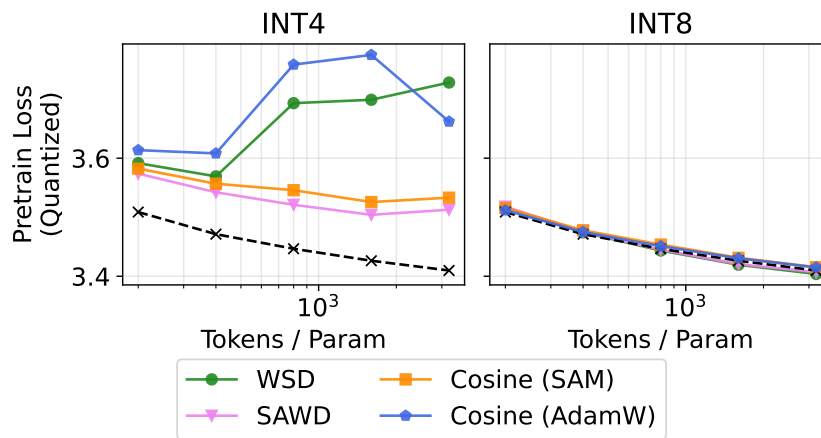 INT4
INT8
Pretrain Loss
(Quantized)
3.6
3.4
10³
10³
Tokens / Param
Tokens / Param
WSD
Cosine (SAM)
SAWD
Cosine (AdamW)